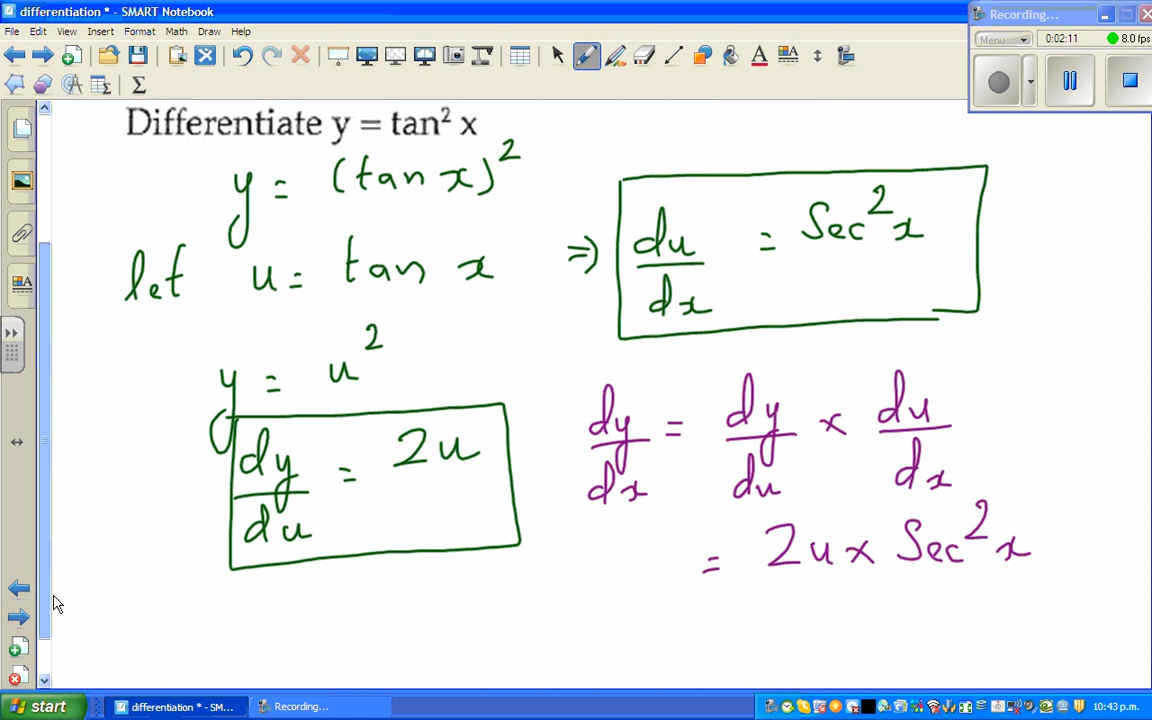 differentiation * - SMART Notebook
Recording...
File Edit View Insert Format Math Draw Help
Menu
0:02:11
8.0 fps
Differentiate y = tan² x
y = (tan x)²
let u = tan x ⇒ du/dx = Sec² x
y = u²
dy/du = 2u
dy/dx = dy/du × du/dx
= 2u × Sec² x
start
differentiation * - SM...
Recording...
10:43 p.m.